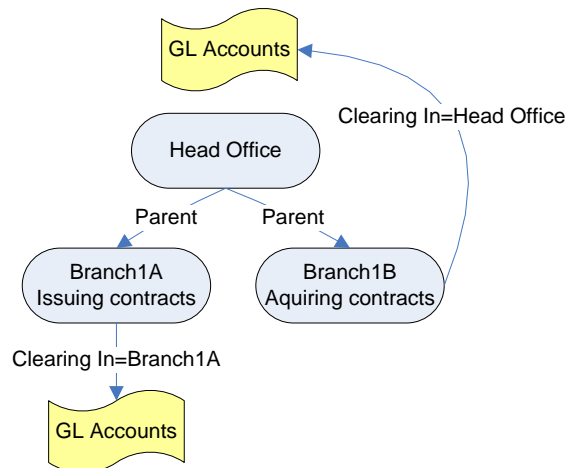 GL Accounts
Clearing In=Head Office
Head Office
Parent
Parent
Branch1A
Issuing contracts
Branch1B
Aquiring contracts
Clearing In=Branch1A
GL Accounts